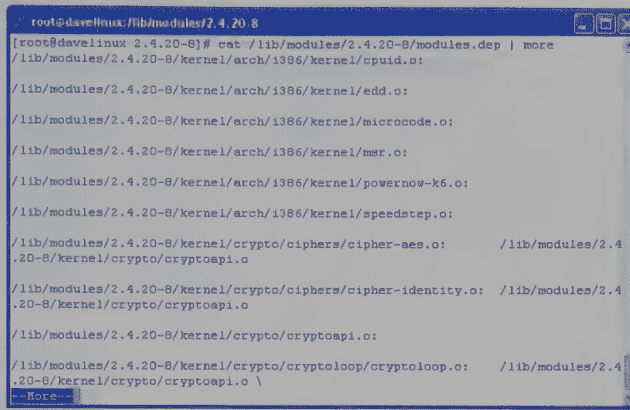 root@davelinux:/lib/modules/2.4.20-8
[root@davelinux 2.4.20-8]# cat /lib/modules/2.4.20-8/modules.dep | more
/lib/modules/2.4.20-8/kernel/arch/i386/kernel/cpuid.o:
/lib/modules/2.4.20-8/kernel/arch/i386/kernel/edd.o:
/lib/modules/2.4.20-8/kernel/arch/i386/kernel/microcode.o:
/lib/modules/2.4.20-8/kernel/arch/i386/kernel/msr.o:
/lib/modules/2.4.20-8/kernel/arch/i386/kernel/powernow-k6.o:
/lib/modules/2.4.20-8/kernel/arch/i386/kernel/speedstep.o:
/lib/modules/2.4.20-8/kernel/crypto/ciphers/cipher-aes.o: /lib/modules/2.4
.20-8/kernel/crypto/cryptoapi.o
/lib/modules/2.4.20-8/kernel/crypto/ciphers/cipher-identity.o: /lib/modules/2.4
.20-8/kernel/crypto/cryptoapi.o
/lib/modules/2.4.20-8/kernel/crypto/cryptoapi.o:
/lib/modules/2.4.20-8/kernel/crypto/cryptoloop/cryptoloop.o: /lib/modules/2.4
.20-8/kernel/crypto/cryptoapi.o \
--More--